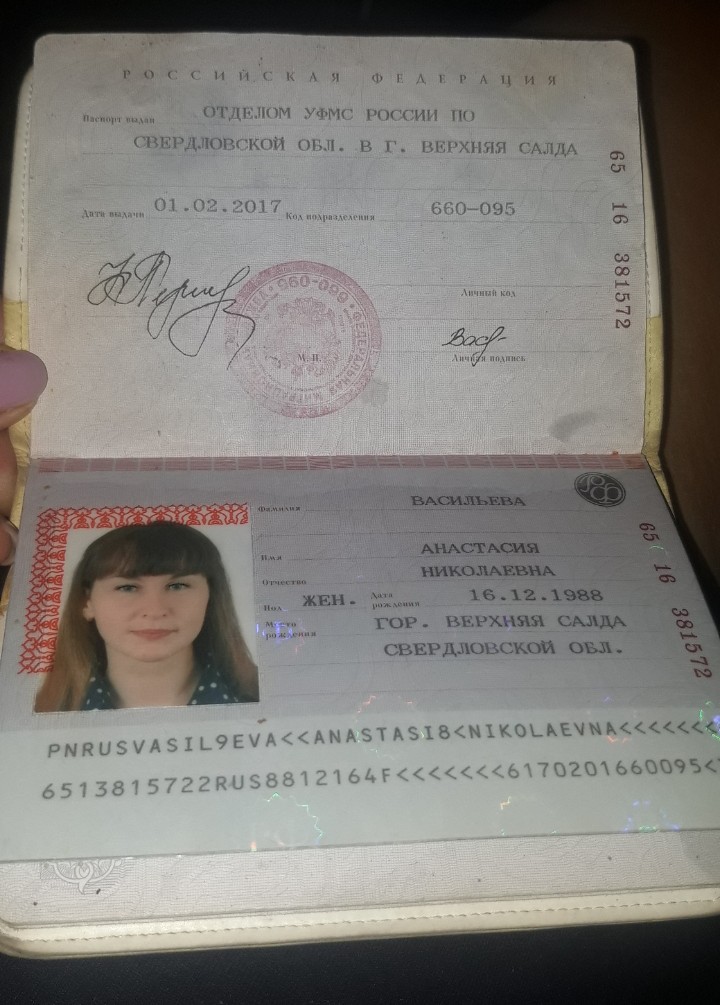 РОССИЙСКАЯ ФЕДЕРАЦИЯ
Паспорт выдан ОТДЕЛОМ УФМС РОССИИ ПО
СВЕРДЛОВСКОЙ ОБЛ. В Г. ВЕРХНЯЯ САЛДА
Дата выдачи 01.02.2017 Код подразделения 660-095
65 16 381572
Личный код
М.П.
Личная подпись
Фамилия ВАСИЛЬЕВА
Имя АНАСТАСИЯ
Отчество НИКОЛАЕВНА
Пол ЖЕН. Дата рождения 16.12.1988
Место рождения ГОР. ВЕРХНЯЯ САЛДА
СВЕРДЛОВСКОЙ ОБЛ.
65 16 381572
PNRUSVASIL9EVA<<ANASTASI8<NIKOLAEVNA<<<<<<
6513815722RUS8812164F<<<<<<<6170201660095<